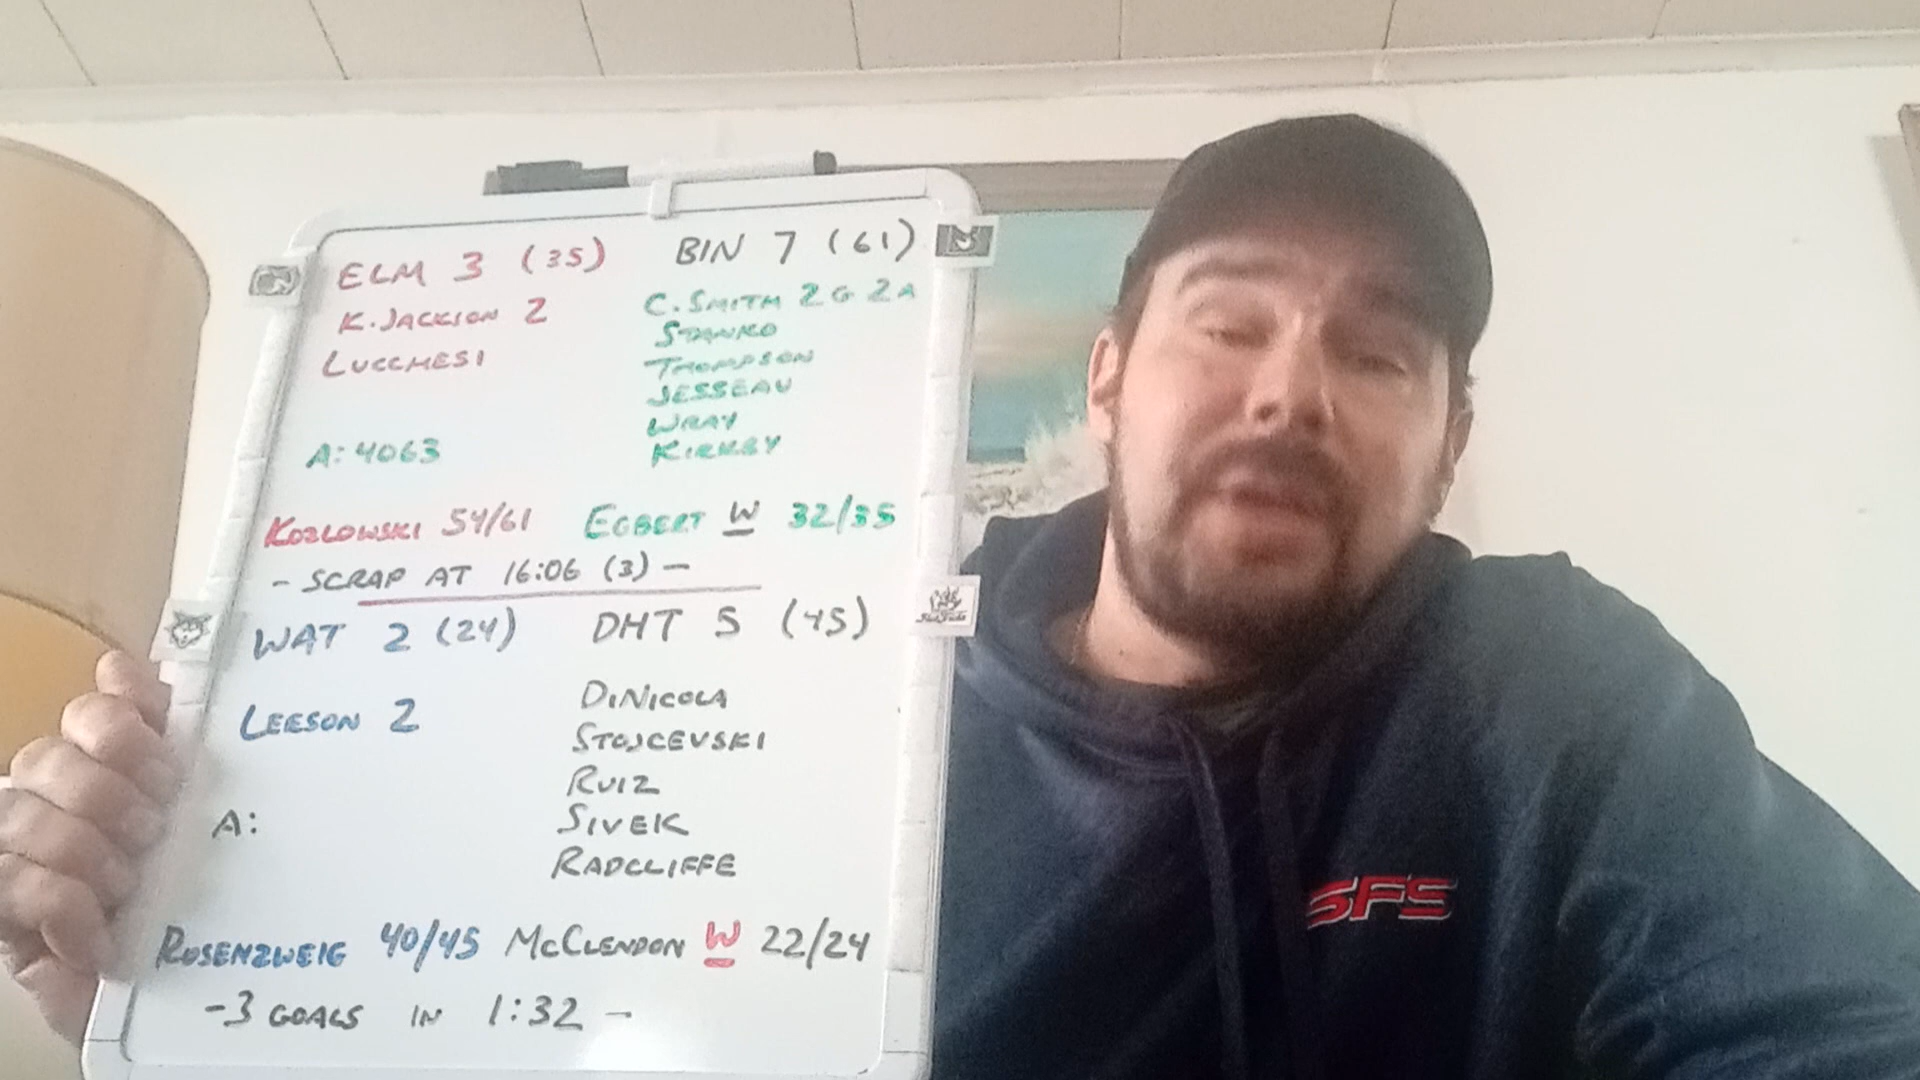 ELM 3 (35) BIN 7 (61)
K. JACKSON 2 C. SMITH 2G 2A
STANKO
LUCCHESI THOMPSON
JESSEAU
WRAY
A: 4063 KIRKBY
KOZLOWSKI 54/61 EGBERT W 32/35
- SCRAP AT 16:06 (3) -
WAT 2 (24) DHT 5 (45)
LEESON 2 DINICOLA
STOJCEVSKI
RUIZ
A: SIVEK
RADCLIFFE
ROSENZWEIG 40/45 MCCLENDON W 22/24
-3 GOALS IN 1:32 -
SFS